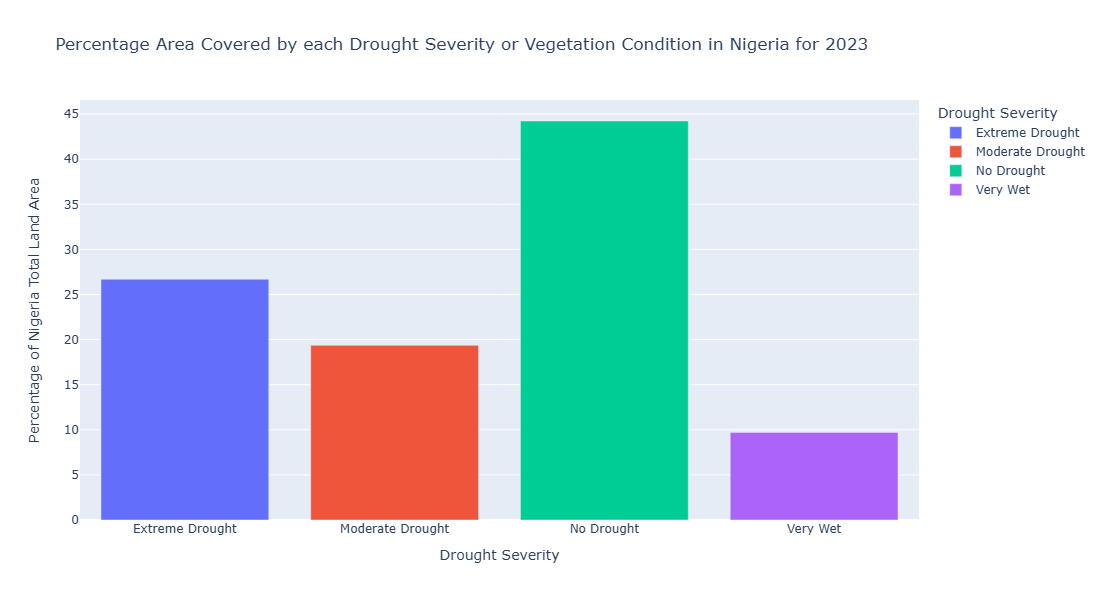 Percentage Area Covered by each Drought Severity or Vegetation Condition in Nigeria for 2023
Percentage of Nigeria Total Land Area
45
40
35
30
25
20
15
10
5
0
Extreme Drought
Moderate Drought
No Drought
Very Wet
Drought Severity
Drought Severity
Extreme Drought
Moderate Drought
No Drought
Very Wet